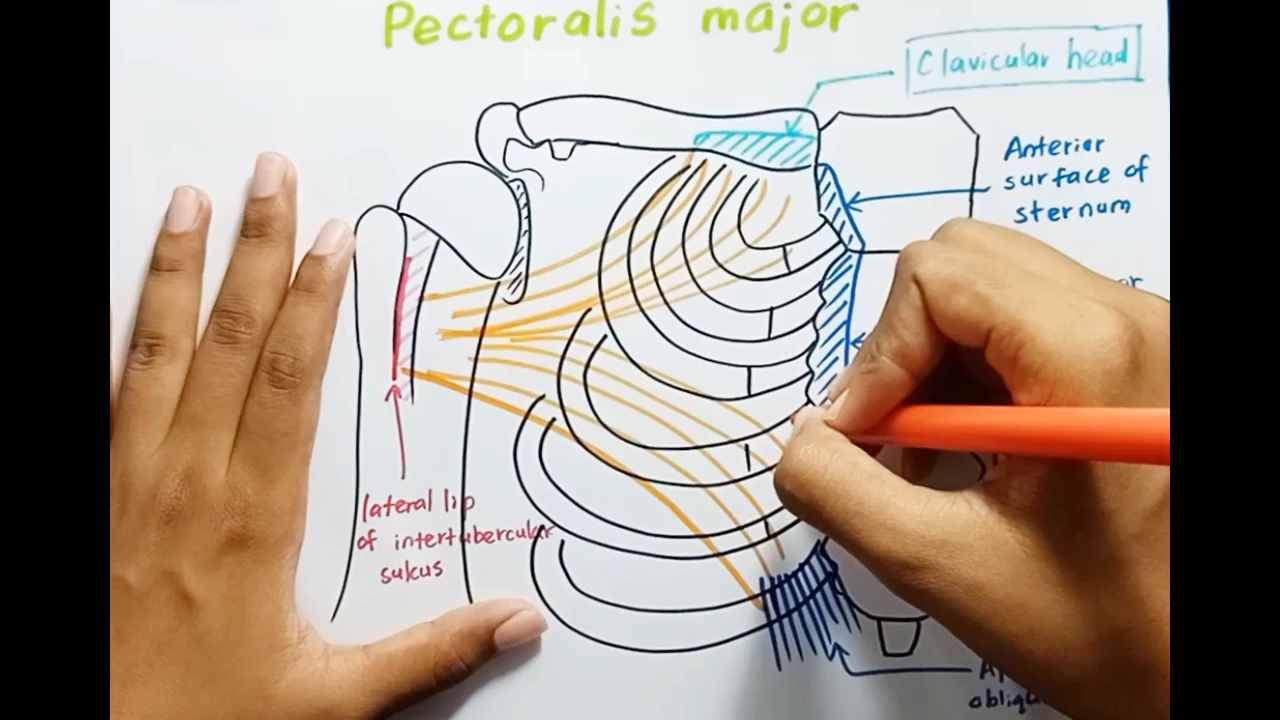 Pectoralis major
Clavicular head
Anterior
surface of
sternum
lateral lip
of intertubercular
sulcus